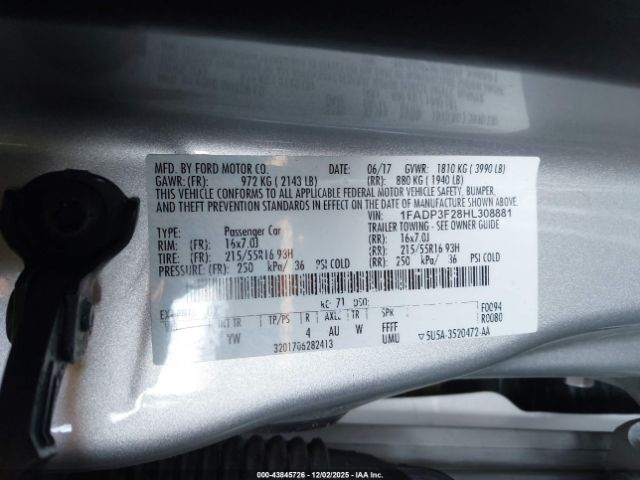 MFD. BY FORD MOTOR CO.
DATE: 06/17 GVWR: 1810 KG ( 3990 LB)
GAWR: (FR): 972 KG ( 2143 LB) (RR): 880 KG ( 1940 LB)
THIS VEHICLE CONFORMS TO ALL APPLICABLE FEDERAL MOTOR VEHICLE SAFETY, BUMPER,
AND THEFT PREVENTION STANDARDS IN EFFECT ON THE DATE OF MANUFACTURE SHOWN ABOVE.
VIN: 1FADP3F28HL308881
TYPE: Passenger Car TRAILER TOWING - SEE OWNER GUIDE
RIM: (FR): 16x7.0J (RR): 16x7.0J
TIRE: (FR): 215/55R16 93H (RR): 215/55R16 93H
PRESSURE: (FR): 250 kPa/ 36 PSI COLD (RR): 250 kPa/ 36 PSI COLD
INT TR TP/PS R AXLE TR SPR
F0094
R0080
YW 4 AU W FFFF
UMU
3201706282413
5U5A-3520472-AA
000-43845726 - 12/02/2025 - IAA Inc.